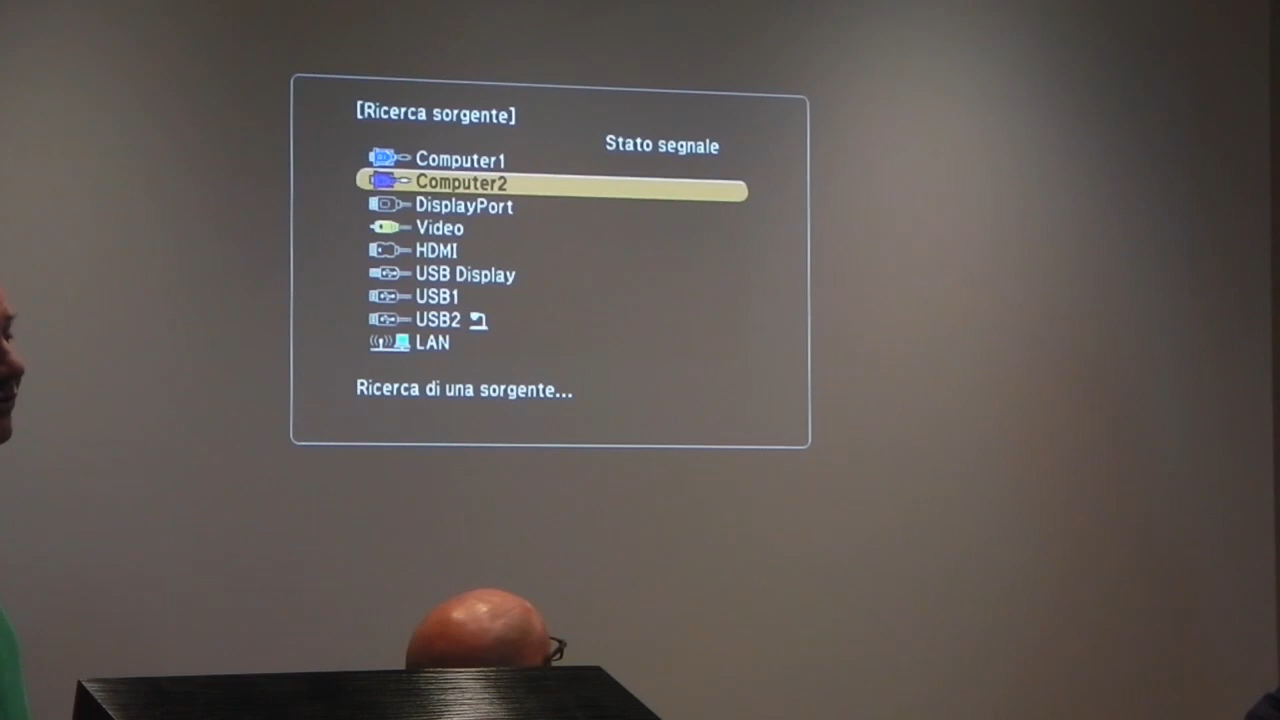 [Ricerca sorgente]
Stato segnale
Computer1
Computer2
DisplayPort
Video
HDMI
USB Display
USB1
USB2
LAN
Ricerca di una sorgente...